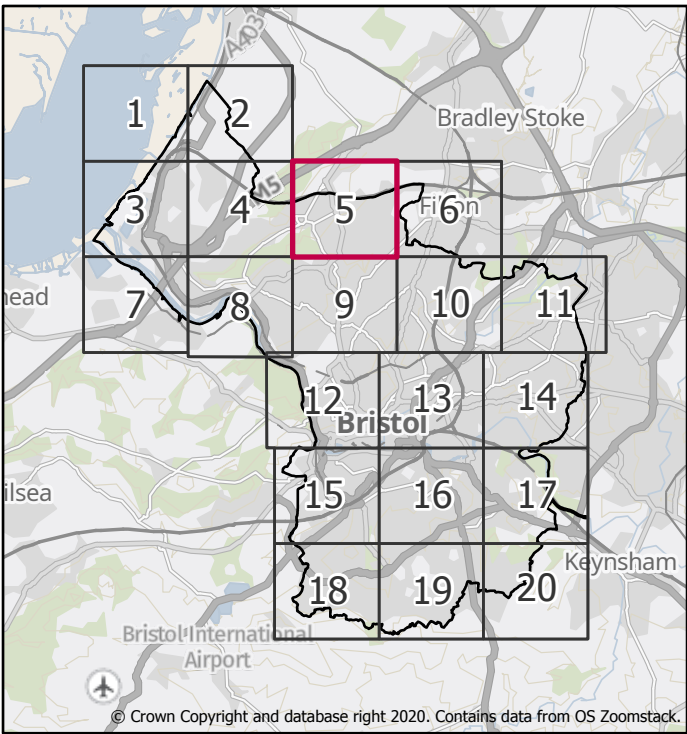 A403
1
2
Bradley Stoke
M5
3
4
5
Filton
6
ead
7
8
9
10
11
12
13
14
Bristol
ilsea
15
16
17
Keynsham
18
19
20
Bristol International
Airport
© Crown Copyright and database right 2020. Contains data from OS Zoomstack.